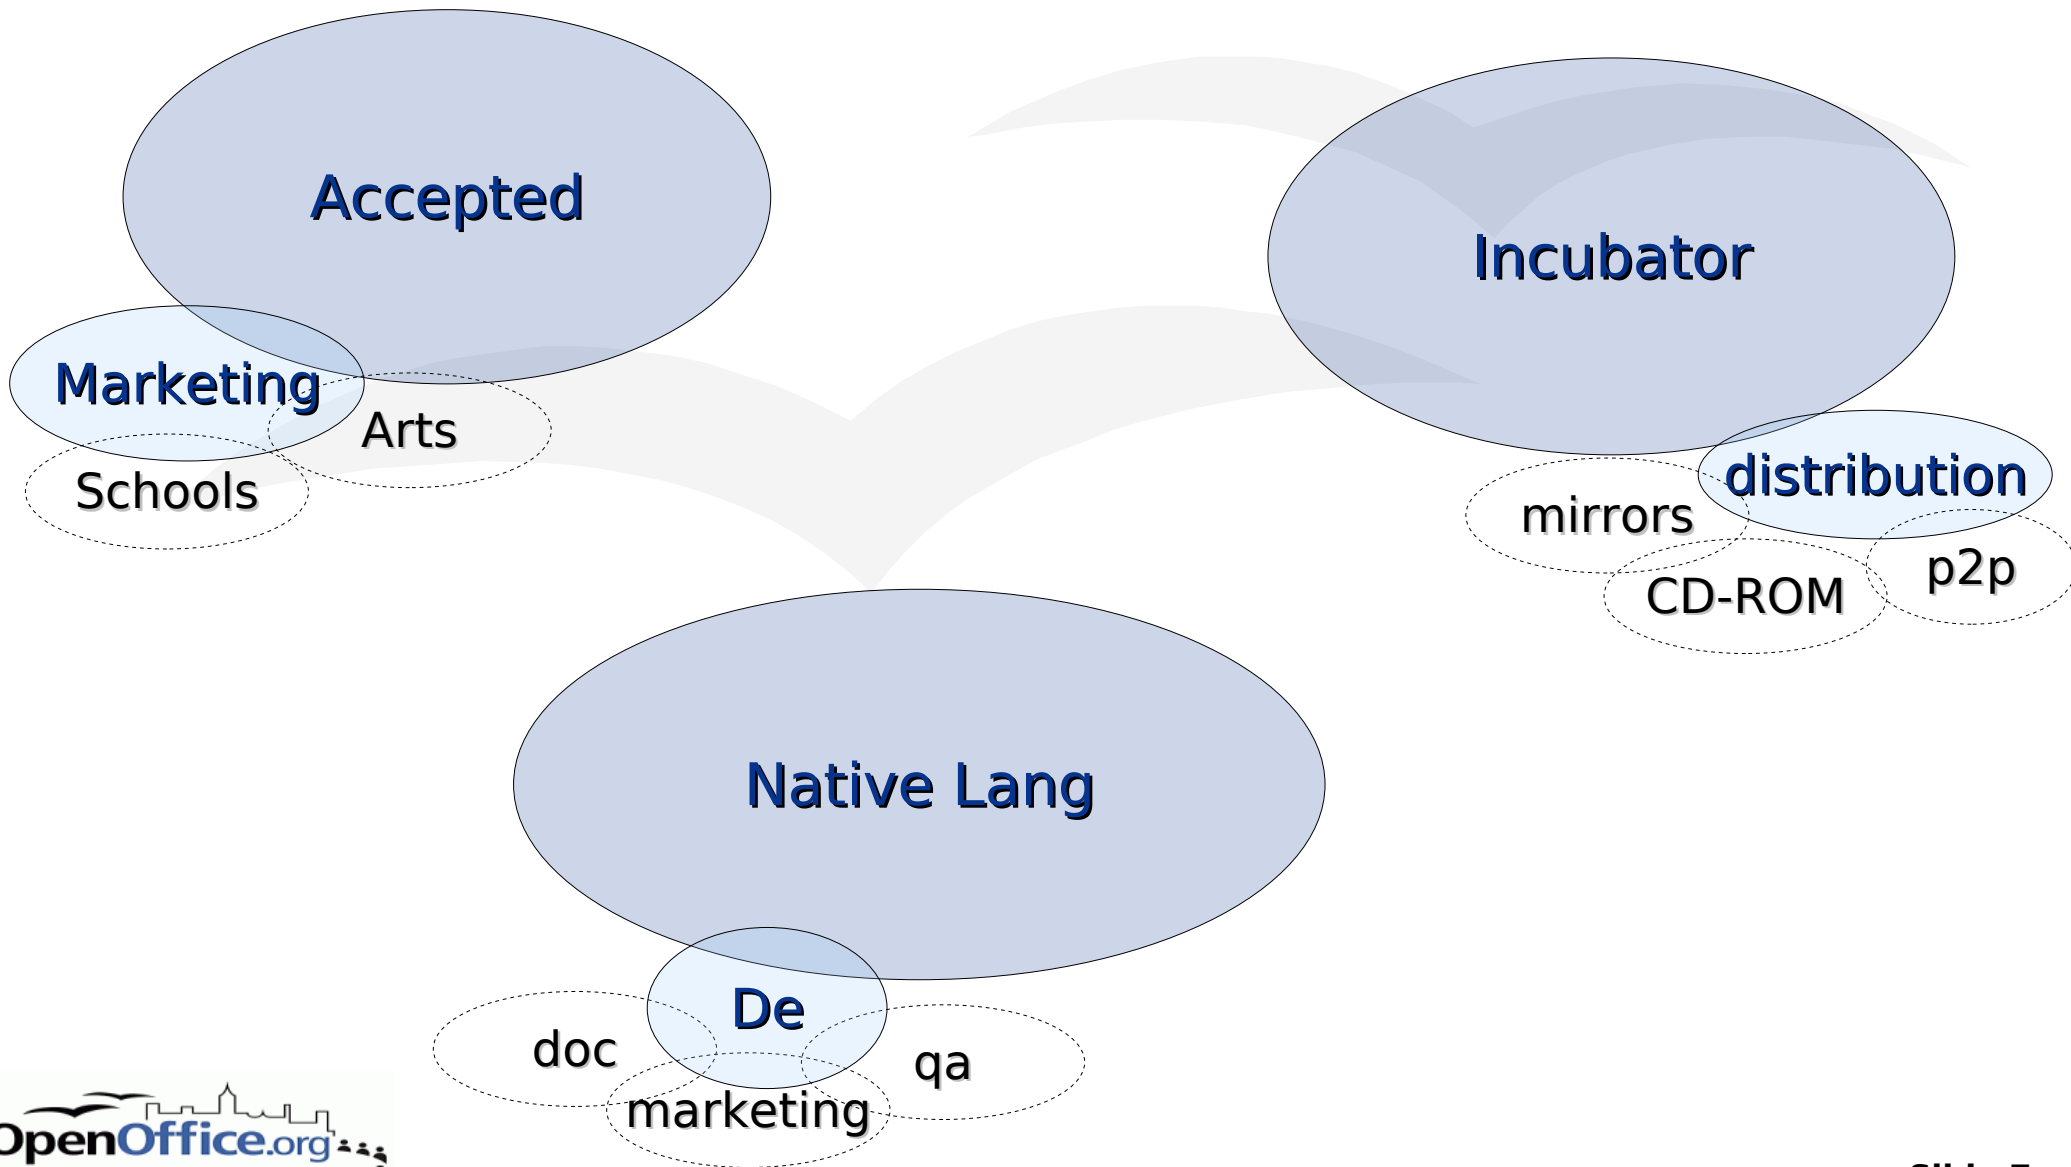 Accepted
Incubator
Marketing
Arts
Schools
distribution
mirrors
p2p
CD-ROM
Native Lang
De
doc
qa
marketing
OpenOffice.org